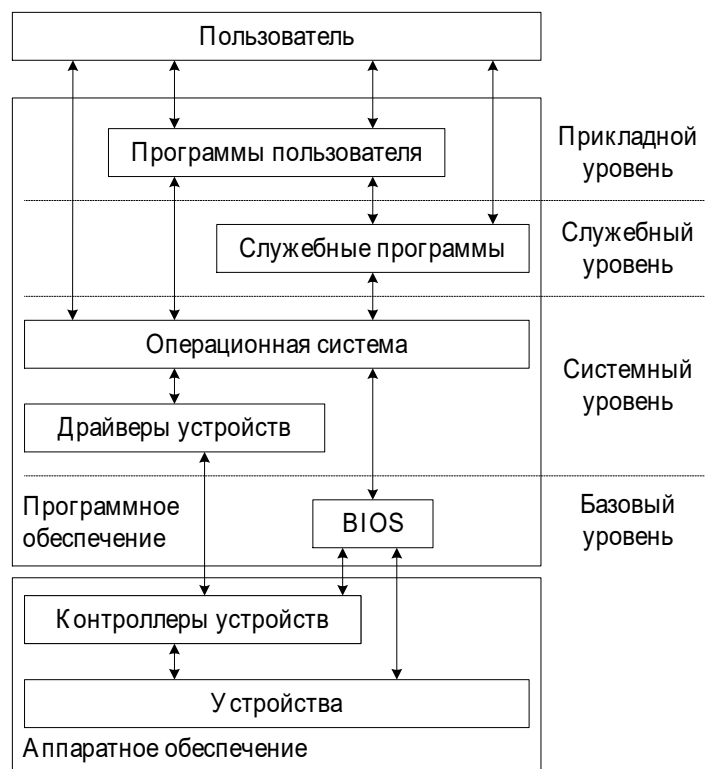 Пользователь
Программы пользователя
Прикладной
уровень
Служебные программы
Служебный
уровень
Операционная система
Системный
уровень
Драйверы устройств
Программное
обеспечение
BIOS
Базовый
уровень
Контроллеры устройств
Устройства
Аппаратное обеспечение